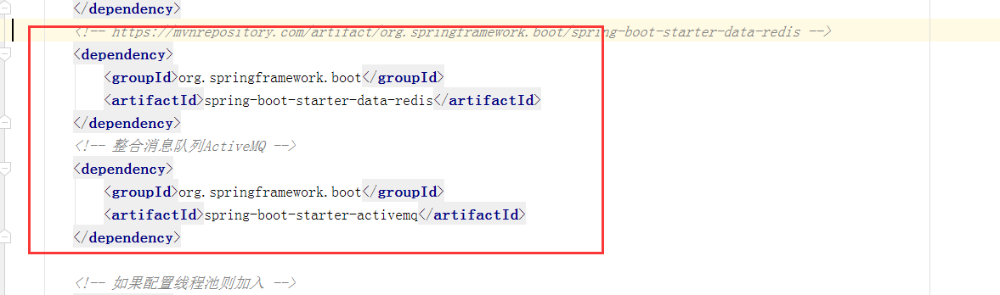 </dependency>
<!-- https://mvnrepository.com/artifact/org.springframework.boot/spring-boot-starter-data-redis -->
<dependency>
<groupId>org.springframework.boot</groupId>
<artifactId>spring-boot-starter-data-redis</artifactId>
</dependency>
<!-- 整合消息队列ActiveMQ -->
<dependency>
<groupId>org.springframework.boot</groupId>
<artifactId>spring-boot-starter-activemq</artifactId>
</dependency>
<!-- 如果配置线程池则加入 -->